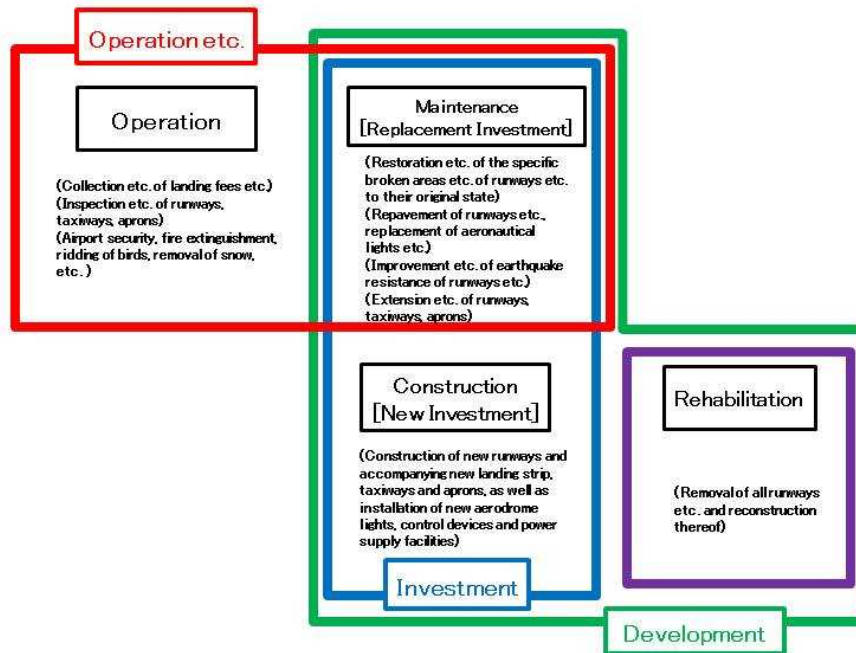 Operation etc.
Operation
(Collection etc. of landing fees etc.)
(Inspection etc. of runways,
taxiways, aprons)
(Airport security, fire extinguishment,
ridding of birds, removal of snow,
etc. )
Maintenance
[Replacement Investment]
(Restoration etc. of the specific
broken areas etc. of runways etc.
to their original state)
(Repavement of runways etc.,
replacement of aeronautical
lights etc.)
(Improvement etc. of earthquake
resistance of runways etc.)
(Extension etc. of runways,
taxiways, aprons)
Construction
[New Investment]
(Construction of new runways and
accompanying new landing strip,
taxiways and aprons, as well as
installation of new aerodrome
lights, control devices and power
supply facilities)
Investment
Rehabilitation
(Removal of all runways
etc. and reconstruction
thereof)
Development